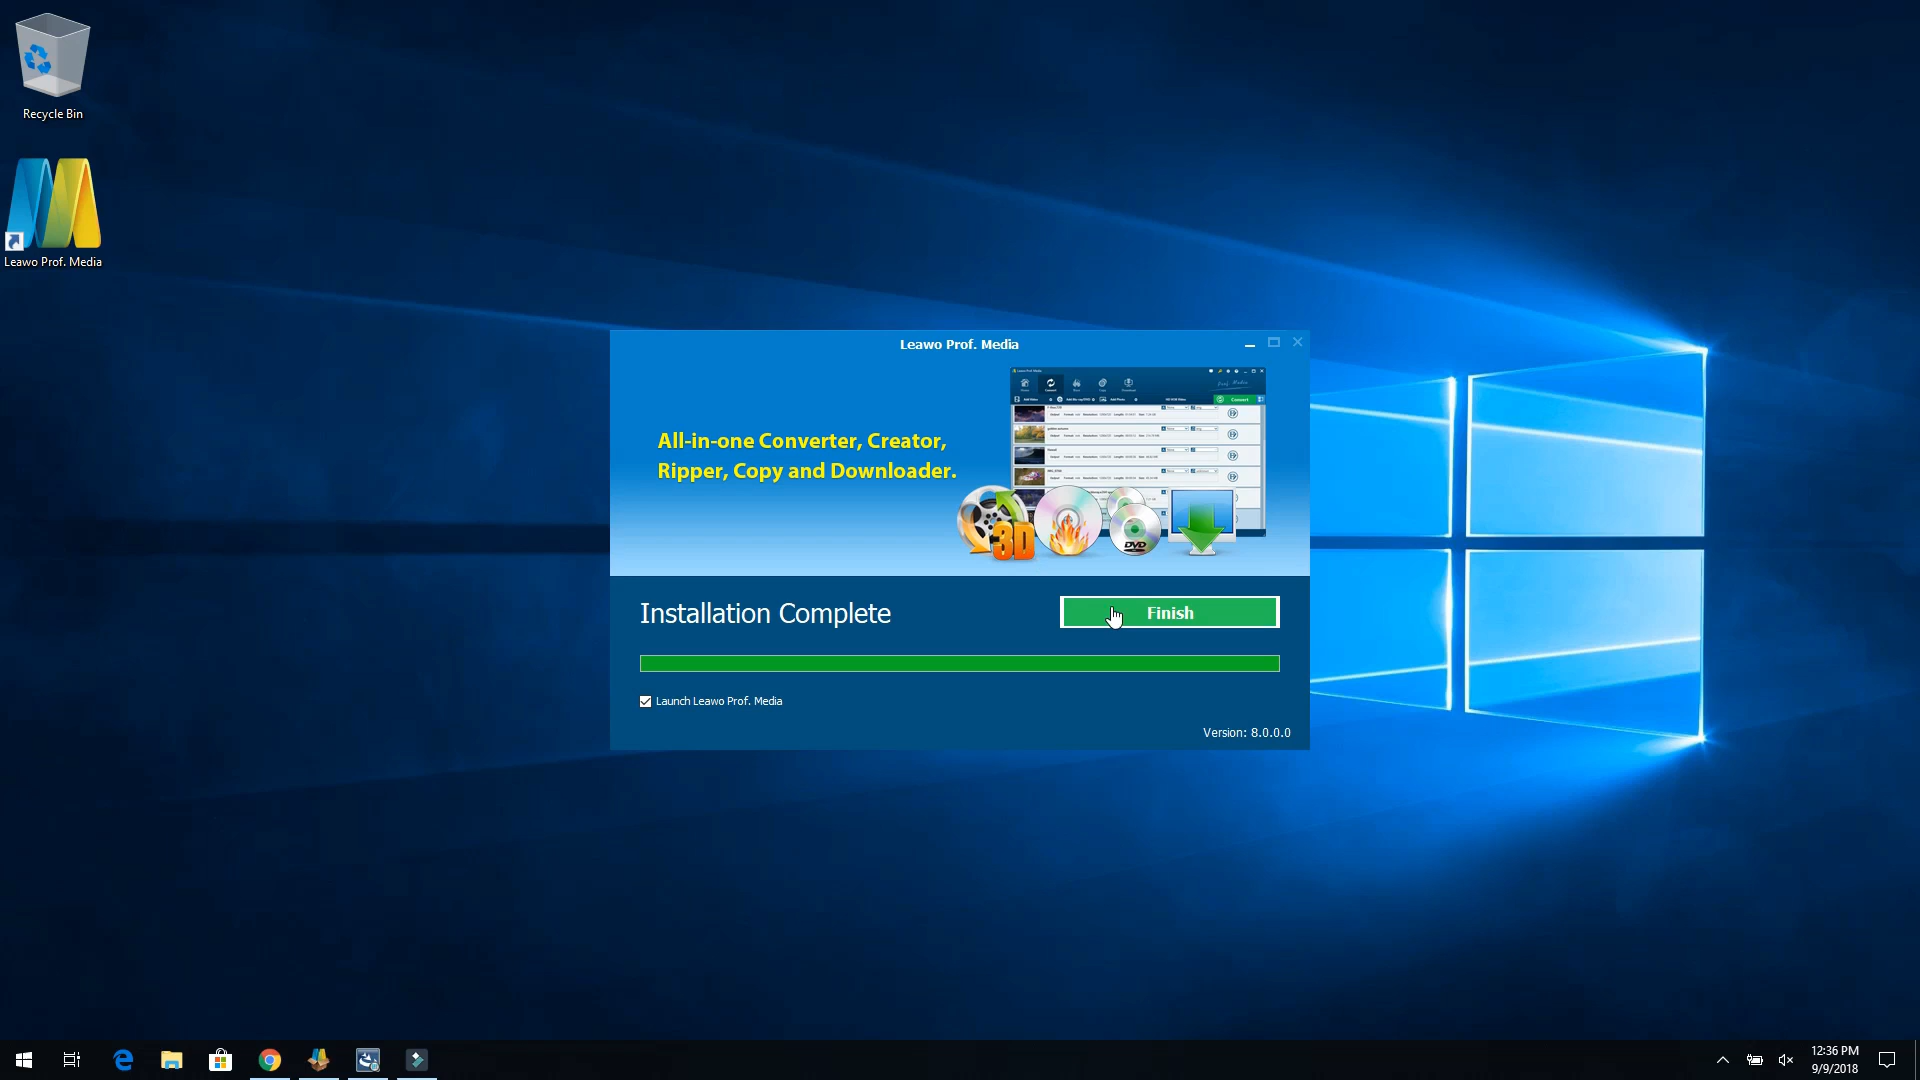 Recycle Bin
Leawo Prof. Media
Leawo Prof. Media
All-in-one Converter, Creator,
Ripper, Copy and Downloader.
3D
DVD
Installation Complete
Finish
Launch Leawo Prof. Media
Version: 8.0.0.0
12:36 PM
9/9/2018